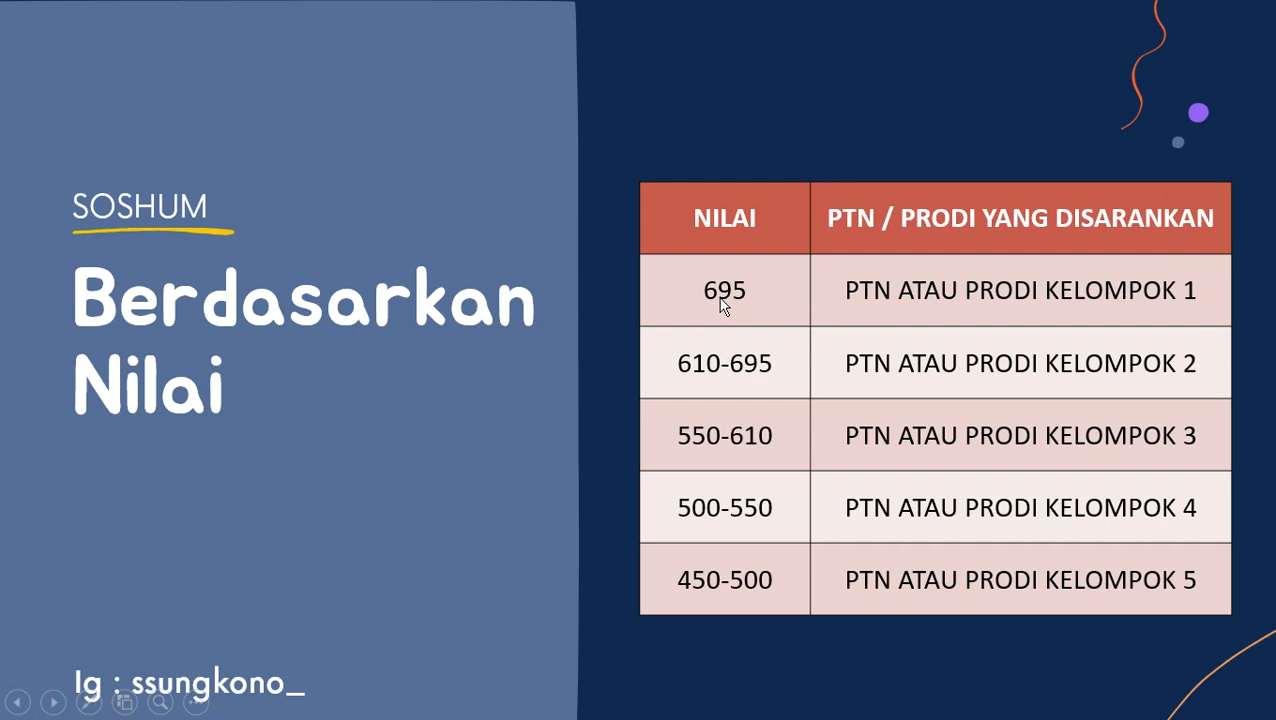 SOSHUM
Berdasarkan
Nilai
Ig : ssungkono_
NILAI PTN / PRODI YANG DISARANKAN
695 PTN ATAU PRODI KELOMPOK 1
610-695 PTN ATAU PRODI KELOMPOK 2
550-610 PTN ATAU PRODI KELOMPOK 3
500-550 PTN ATAU PRODI KELOMPOK 4
450-500 PTN ATAU PRODI KELOMPOK 5